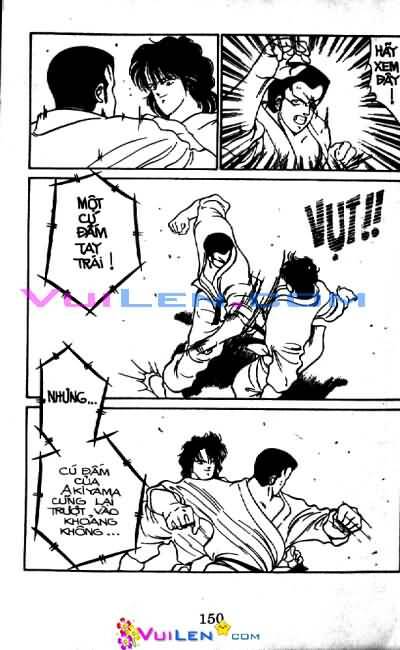 HÃY
XEM
ĐÂY
!
MỘT
CÚ
ĐẤM
TAY
TRÁI!
VỤT!!
VUILEN.COM
NHƯNG...
CÚ ĐẤM
CỦA
AKIYAMA
CŨNG LẠI
TRƯỢT VÀO
KHOẢNG
KHÔNG...
150
VUILEN.COM